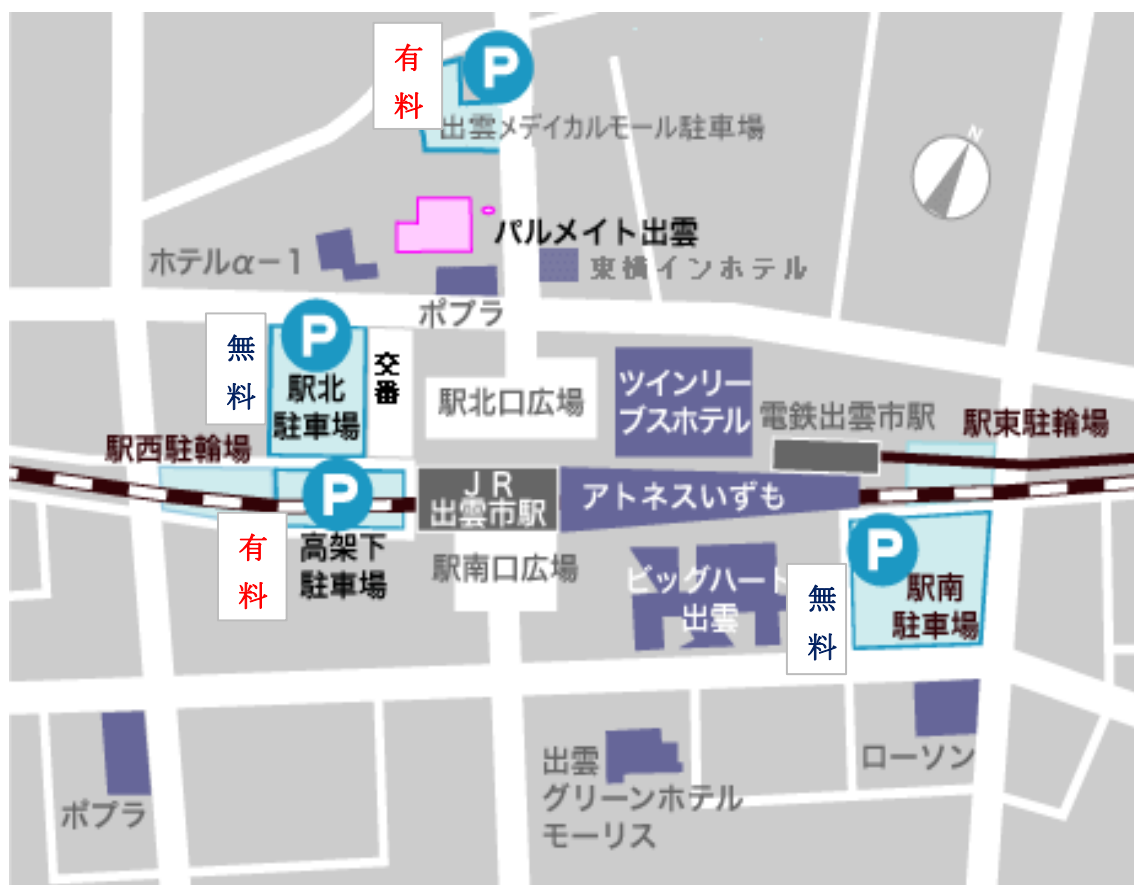 有
料
P
出雲メディカルモール駐車場
N
パルメイト出雲
ホテルα−1
東横インホテル
ポプラ
無
料
P
駅北
駐車場
交
番
駅北口広場
ツインリー
ブスホテル
電鉄出雲市駅
駅東駐輪場
駅西駐輪場
P
JR
出雲市駅
アトネスいずも
有
料
高架下
駐車場
駅南口広場
ビッグハート
出雲
無
料
P
駅南
駐車場
ポプラ
出雲
グリーンホテル
モーリス
ローソン